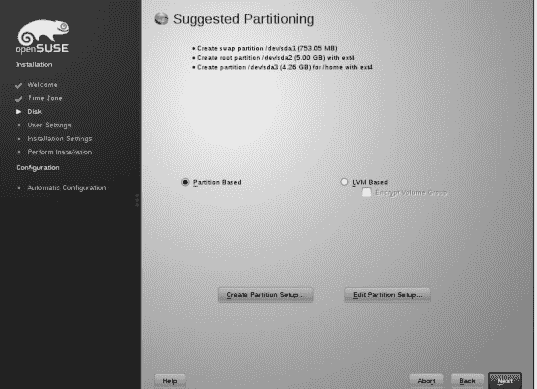 openSUSE
Installation
Welcome
Time Zone
Disk
User Settings
Installation Settings
Perform Installation
Configuration
Automatic Configuration
Suggested Partitioning
Create swap partition /dev/sda1 (753.05 MB)
Create root partition /dev/sda2 (5.00 GB) with ext4
Create partition /dev/sda3 (4.26 GB) for /home with ext4
Partition Based
LVM Based
Encrypt Volume Group
Create Partition Setup...
Edit Partition Setup...
Help
Abort
Back
Next